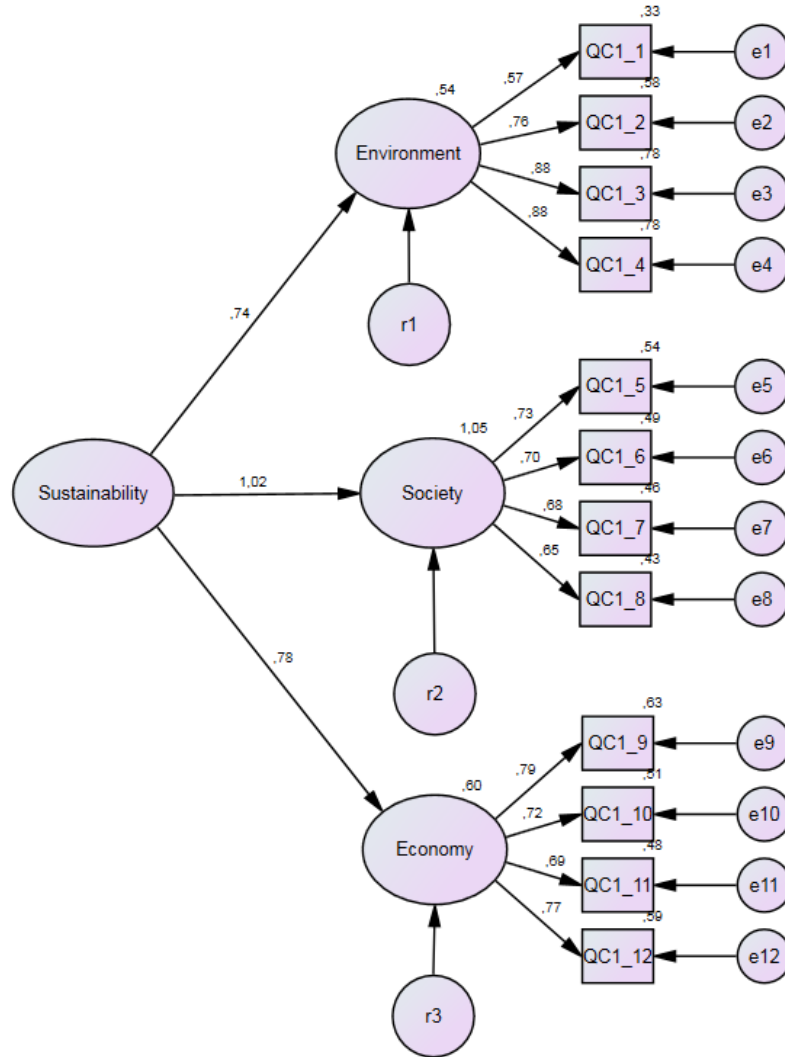 ,33
QC1_1
e1
,57
,54
,58
QC1_2
e2
,76
Environment
,78
QC1_3
e3
,88
,78
QC1_4
e4
,88
r1
,74
,54
QC1_5
e5
,73
1,05
,49
QC1_6
e6
,70
Sustainability
1,02
Society
,46
QC1_7
e7
,68
,43
QC1_8
e8
,65
,78
r2
,63
QC1_9
e9
,79
,60
,51
QC1_10
e10
,72
Economy
,48
QC1_11
e11
,69
,59
QC1_12
e12
,77
r3